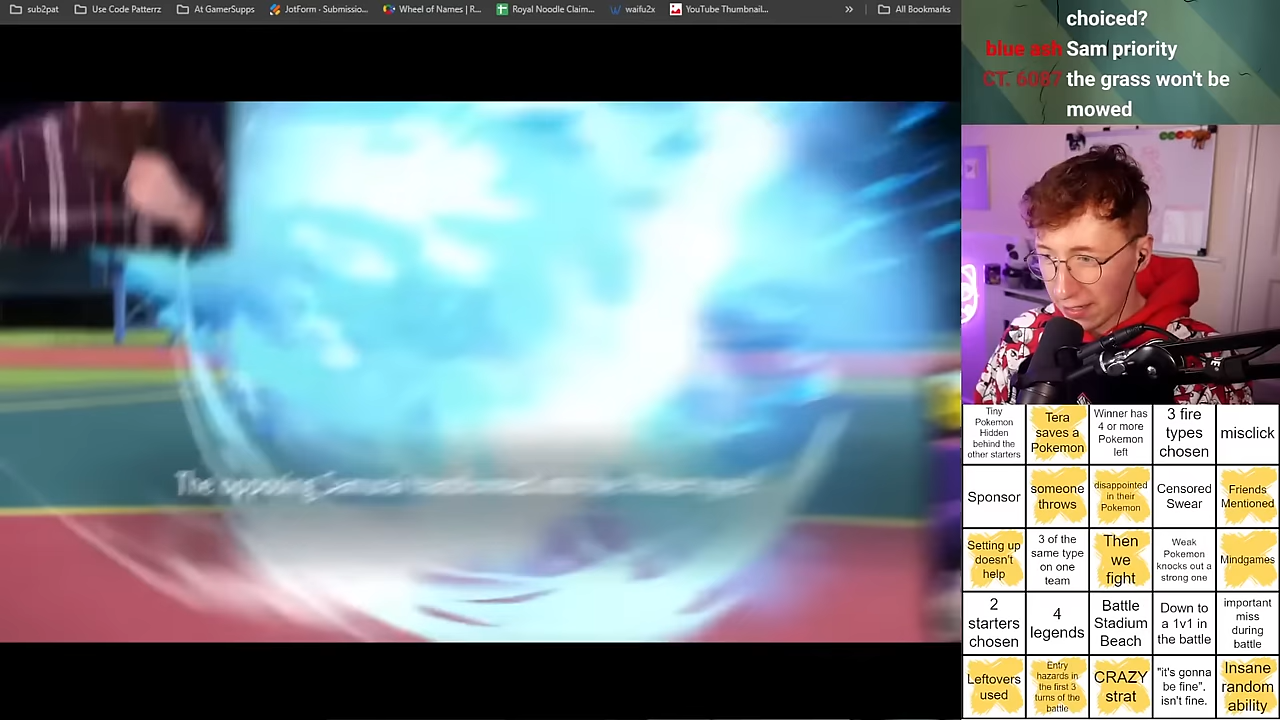 sub2pat
Use Code Patterrz
At GamerSupps
JotForm · Submissio...
Wheel of Names | R...
Royal Noodle Claim...
waifu2x
YouTube Thumbnail...
»
All Bookmarks
choiced?
blue ash Sam priority
CT. 6087 the grass won't be
mowed
The opposing
Tiny
Pokemon
Hidden
behind the
other starters
Tera
saves a
Pokemon
Winner has
4 or more
Pokemon
left
3 fire
types
chosen
misclick
Sponsor
someone
throws
disappointed
in their
Pokemon
Censored
Swear
Friends
Mentioned
Setting up
doesn't
help
3 of the
same type
on one
team
Then
we
fight
Weak
Pokemon
knocks out a
strong one
Mindgames
2
starters
chosen
4
legends
Battle
Stadium
Beach
Down to
a 1v1 in
the battle
important
miss
during
battle
Leftovers
used
Entry
hazards in
the first 3
turns of the
battle
CRAZY
strat
"it's gonna
be fine".
isn't fine.
Insane
random
ability